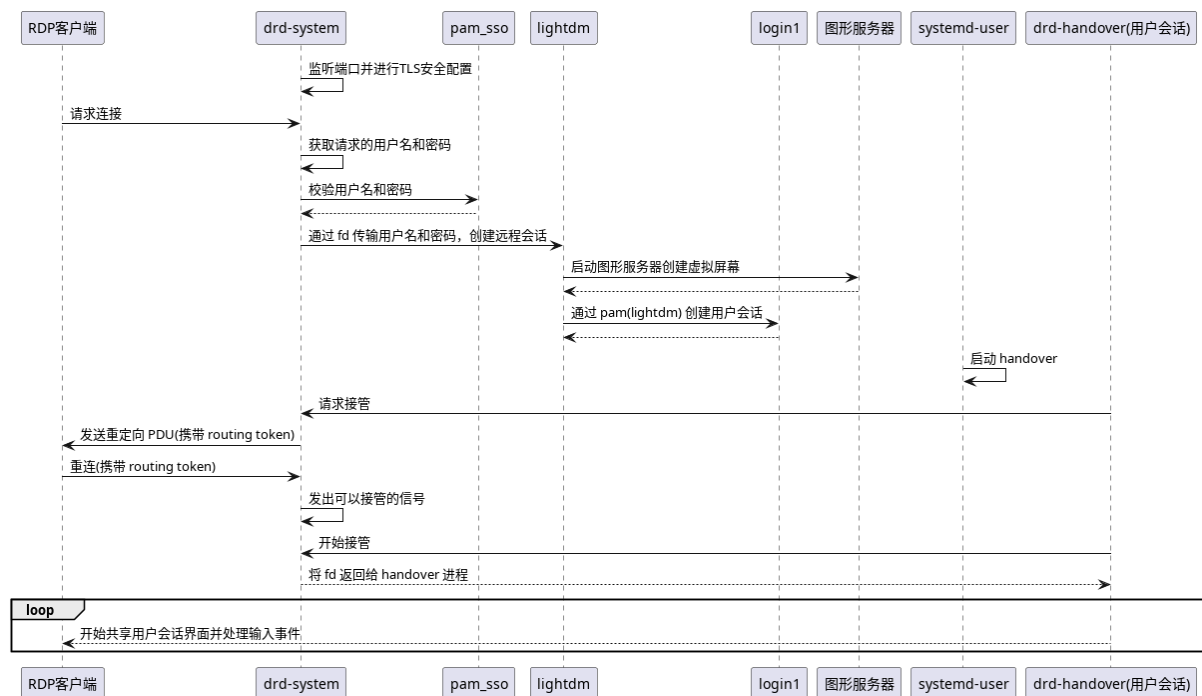 RDP客户端 drd-system pam_sso lightdm login1 图形服务器 systemd-user drd-handover(用户会话)
监听端口并进行TLS安全配置
请求连接
获取请求的用户名和密码
校验用户名和密码
通过 fd 传输用户名和密码，创建远程会话
启动图形服务器创建虚拟屏幕
通过 pam(lightdm) 创建用户会话
启动 handover
请求接管
发送重定向 PDU(携带 routing token)
重连(携带 routing token)
发出可以接管的信号
开始接管
将 fd 返回给 handover 进程
loop
开始共享用户会话界面并处理输入事件
RDP客户端 drd-system pam_sso lightdm login1 图形服务器 systemd-user drd-handover(用户会话)